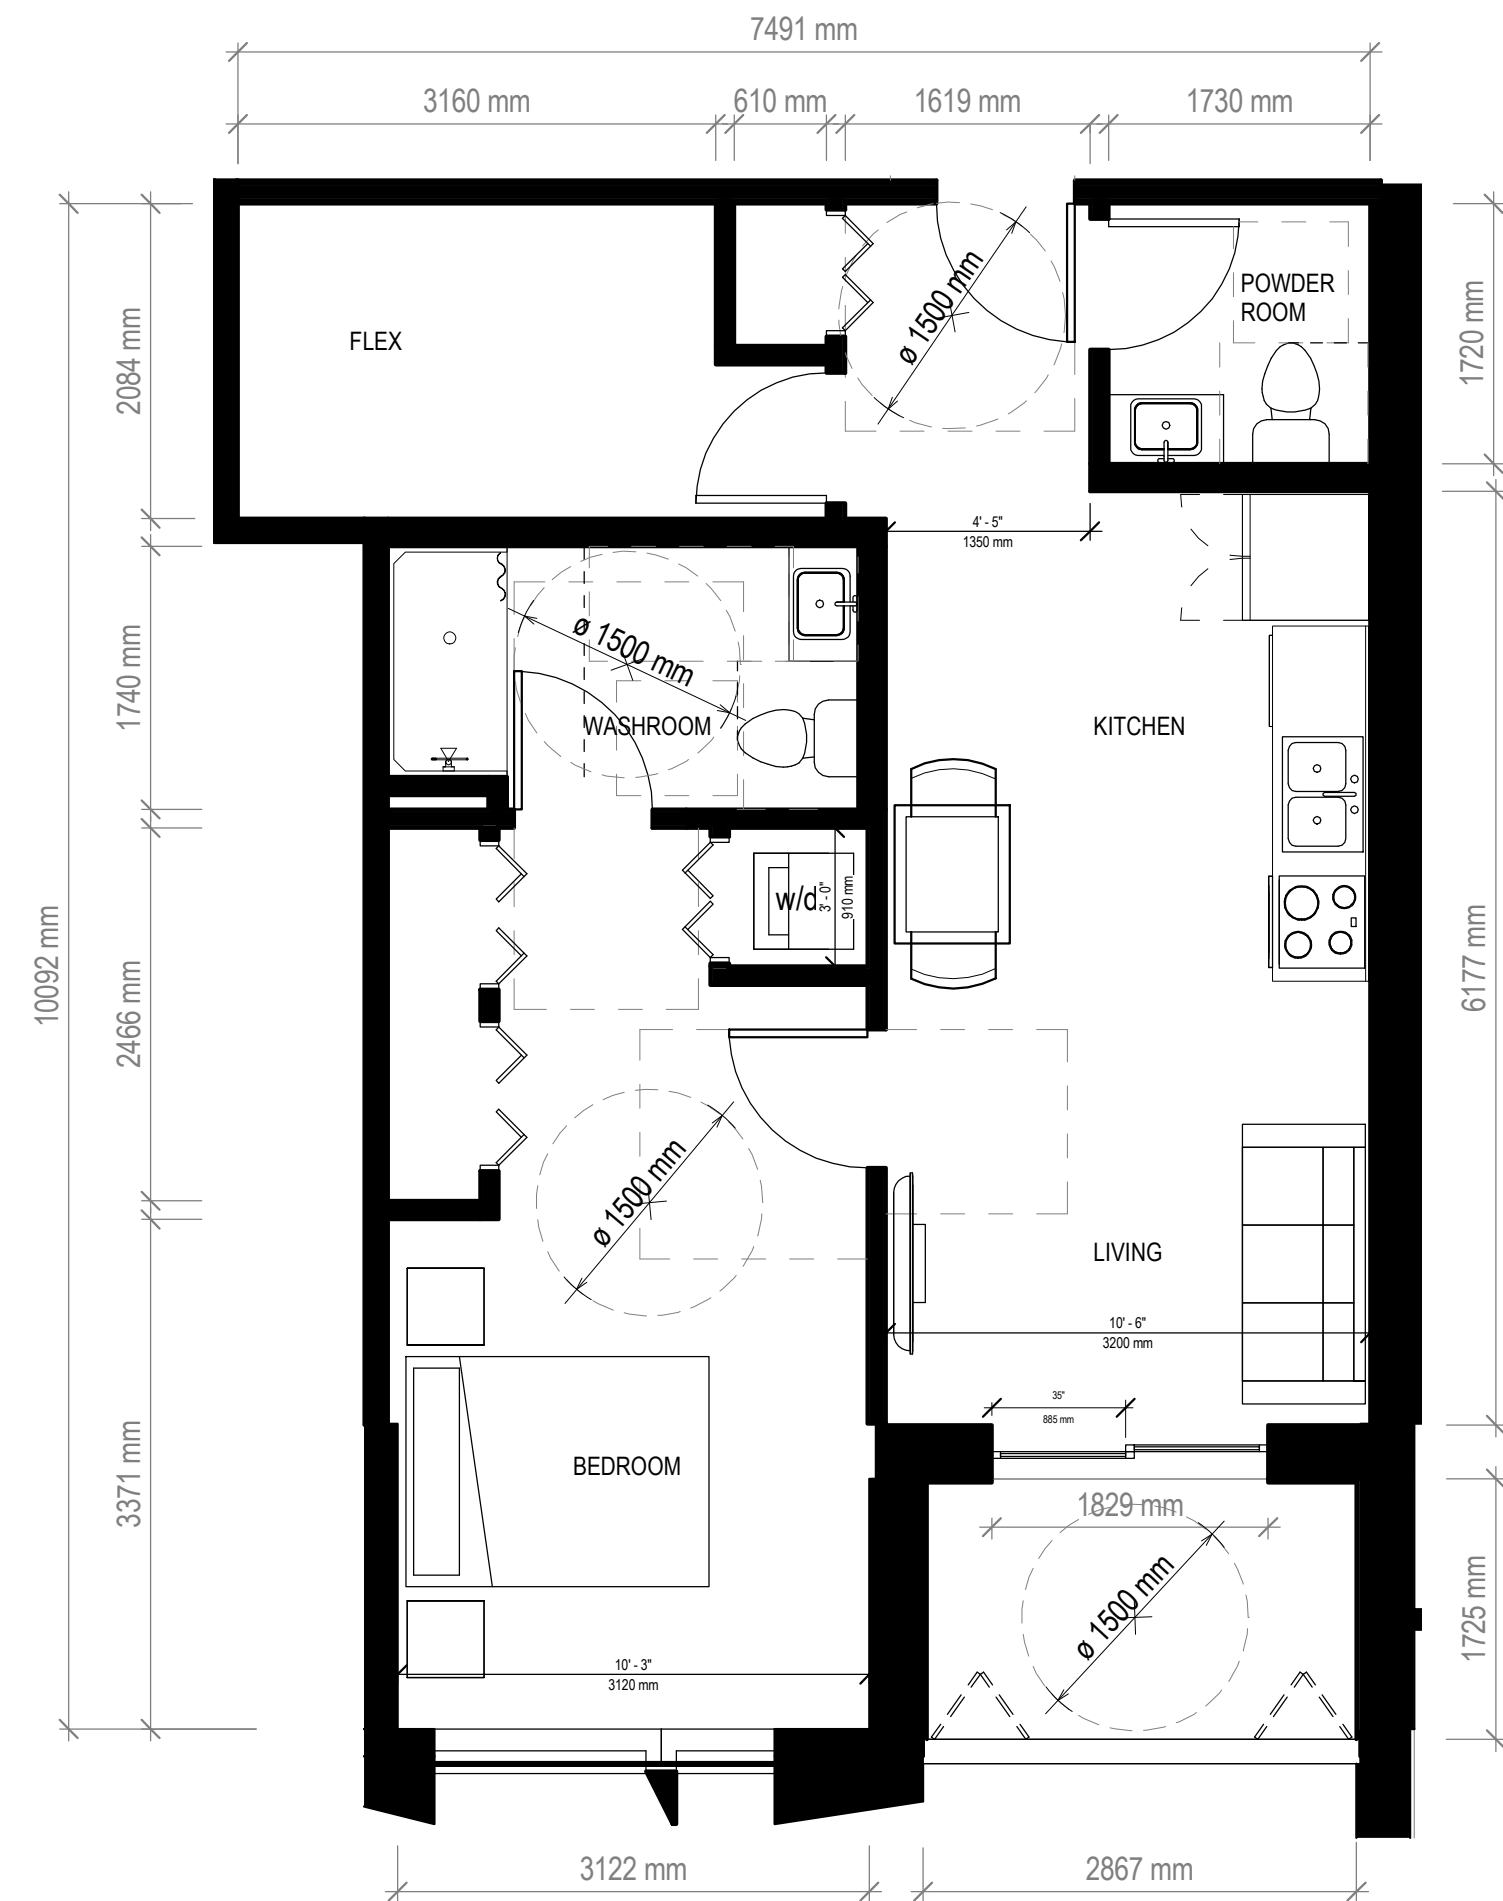 7491 mm
3160 mm
610 mm
1619 mm
1730 mm
POWDER
ROOM
ø 1500 mm
FLEX
2084 mm
1720 mm
4' - 5"
1350 mm
ø 1500 mm
1740 mm
WASHROOM
KITCHEN
w/d
3' - 0"
910 mm
10092 mm
2466 mm
6177 mm
ø 1500 mm
LIVING
10' - 6"
3200 mm
35"
885 mm
BEDROOM
3371 mm
1829 mm
ø 1500 mm
1725 mm
10' - 3"
3120 mm
3122 mm
2867 mm